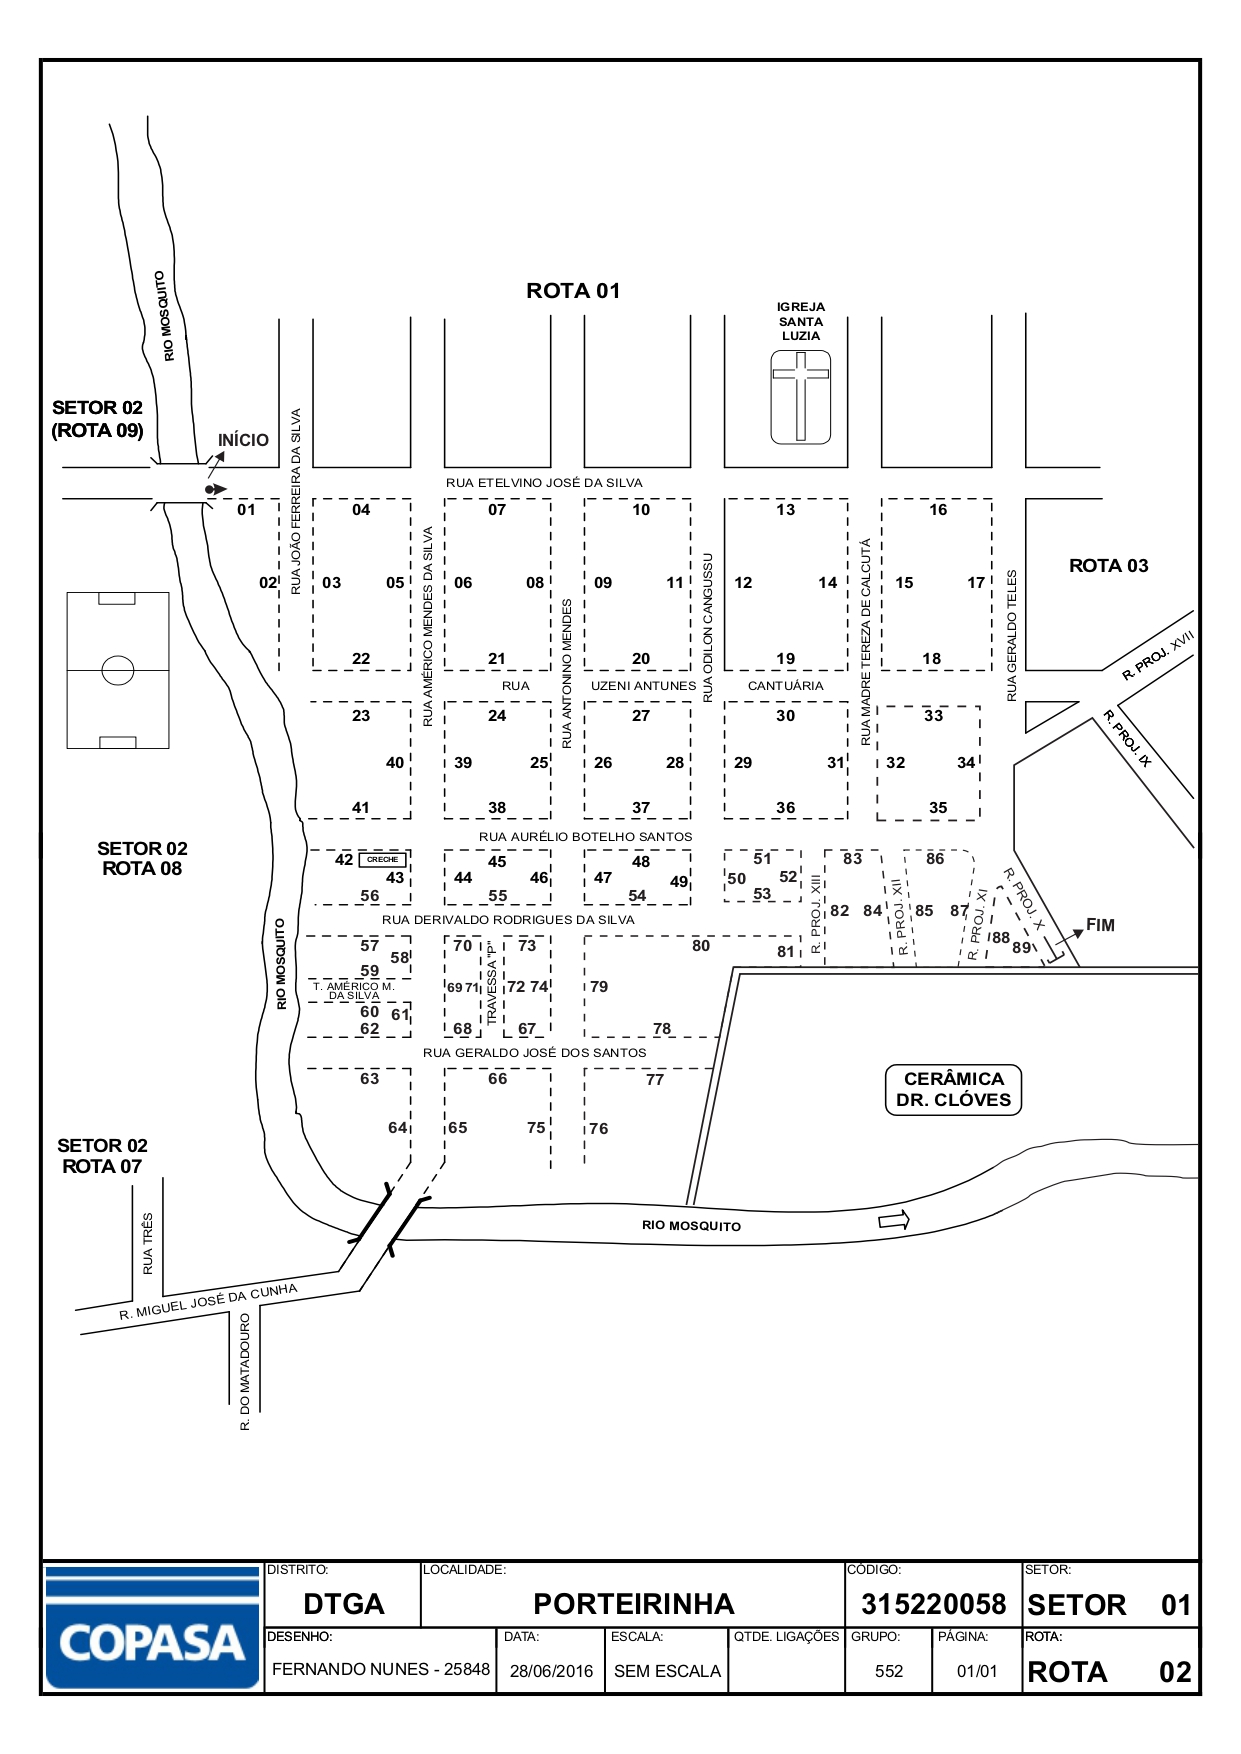 ROTA 01
IGREJA
SANTA
LUZIA
RIO MOSQUITO
SETOR 02
(ROTA 09)
INÍCIO
RUA JOÃO FERREIRA DA SILVA
RUA ETELVINO JOSÉ DA SILVA
01 04 07 10 13 16
ROTA 03
02 03 05 06 08 09 11 12 14 15 17
RUA AMÉRICO MENDES DA SILVA
RUA ANTONINO MENDES
RUA ODILON CANGUSSU
RUA MADRE TEREZA DE CALCUTÁ
RUA GERALDO TELES
R. PROJ. XVII
22 21 20 19 18
RUA UZENI ANTUNES CANTUÁRIA
23 24 27 30 33
R. PROJ. IX
40 39 25 26 28 29 31 32 34
41 38 37 36 35
RUA AURÉLIO BOTELHO SANTOS
SETOR 02
ROTA 08
42 CRECHE 45 48 51 83 86
43 44 46 47 49 50 52
56 55 54 53
R. PROJ. XIII
R. PROJ. XII
R. PROJ. XI
R. PROJ. X
82 84 85 87 88 89
FIM
RUA DERIVALDO RODRIGUES DA SILVA
57 58 70 73 80 81
59
T. AMÉRICO M.
DA SILVA
TRAVESSA "P"
69 71 72 74 79
60 61
62 68 67 78
RIO MOSQUITO
RUA GERALDO JOSÉ DOS SANTOS
63 66 77
CERÂMICA
DR. CLÓVES
64 65 75 76
SETOR 02
ROTA 07
RUA TRÊS
RIO MOSQUITO
R. MIGUEL JOSÉ DA CUNHA
R. DO MATADOURO
COPASA
DISTRITO: LOCALIDADE: CÓDIGO: SETOR:
DTGA PORTEIRINHA 315220058 SETOR 01
DESENHO: DATA: ESCALA: QTDE. LIGAÇÕES GRUPO: PÁGINA: ROTA:
FERNANDO NUNES - 25848 28/06/2016 SEM ESCALA 552 01/01 ROTA 02